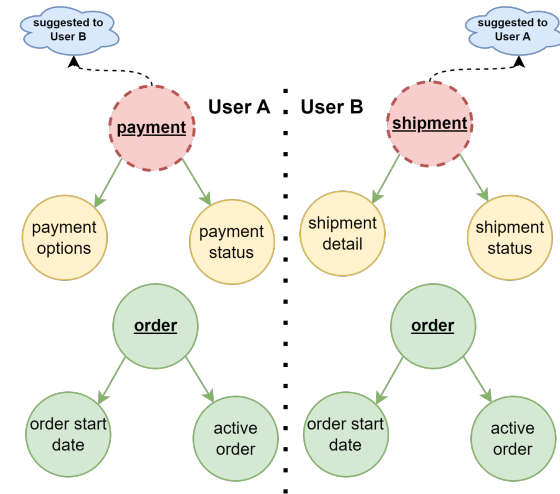 suggested to
User B
suggested to
User A
User A
User B
payment
shipment
payment
options
payment
status
shipment
detail
shipment
status
order
order
order start
date
active
order
order start
date
active
order